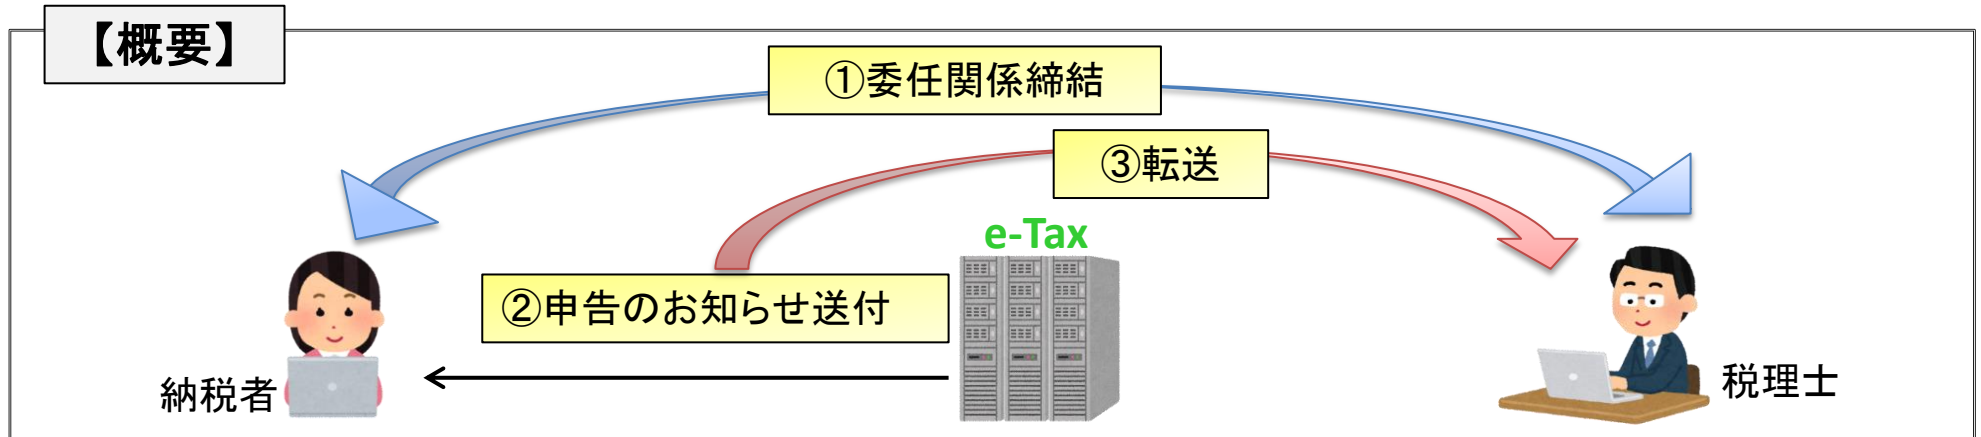 【概要】
①委任関係締結
③転送
e-Tax
②申告のお知らせ送付
納税者
税理士